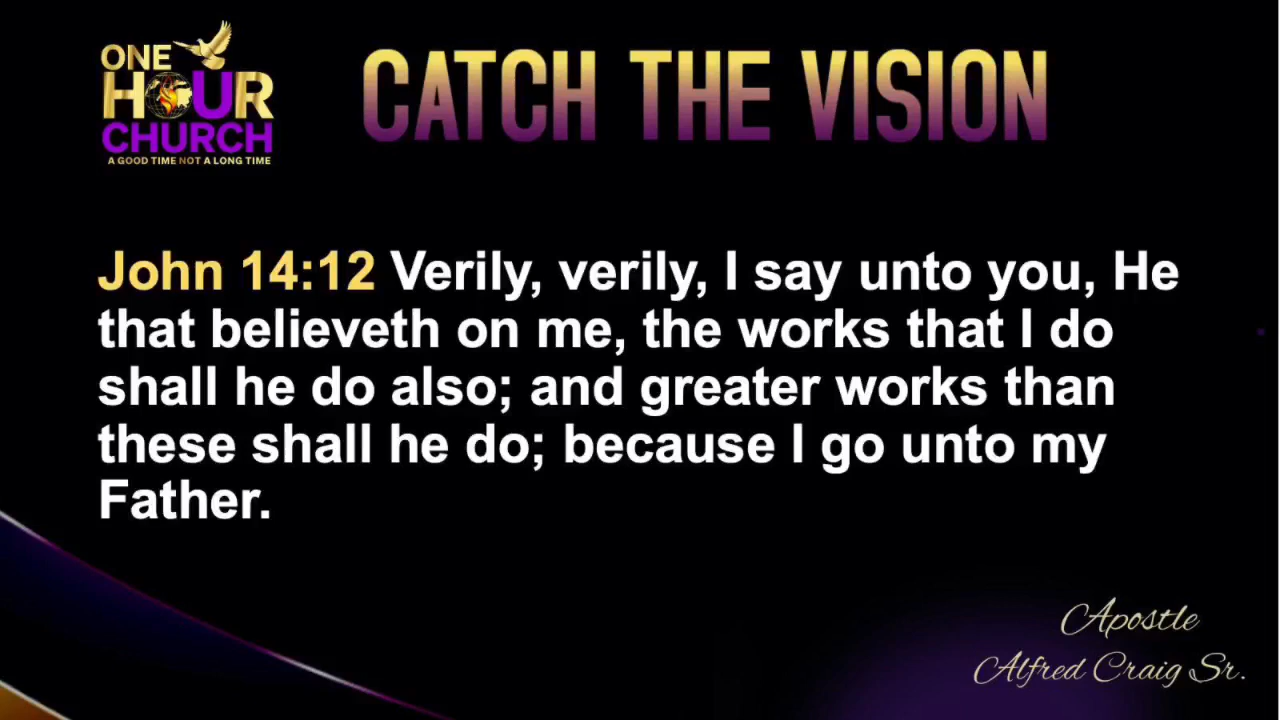 ONE
HOUR
CHURCH
A GOOD TIME NOT A LONG TIME
CATCH THE VISION
John 14:12 Verily, verily, I say unto you, He
that believeth on me, the works that I do
shall he do also; and greater works than
these shall he do; because I go unto my
Father.
Apostle
Alfred Craig Sr.